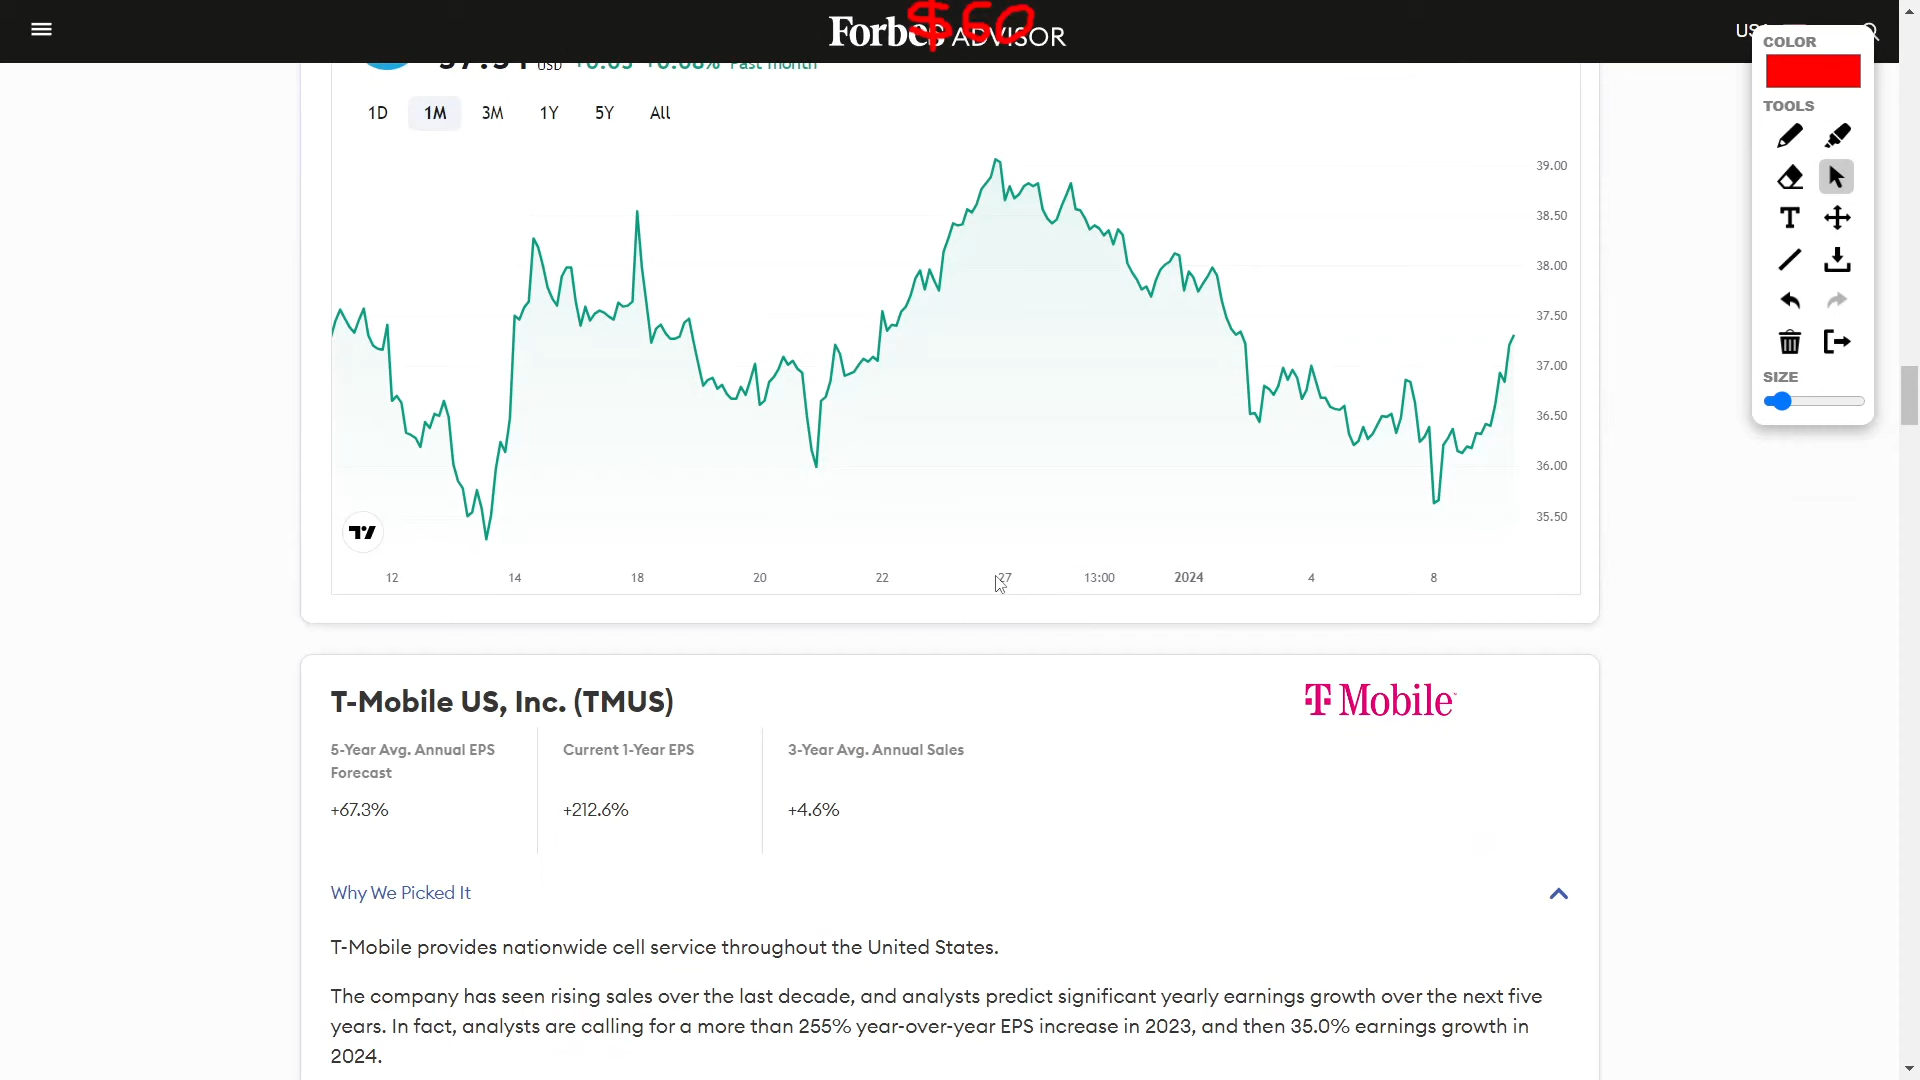 $60
Forbes ADVISOR
USA
USD +0.03 +0.08% Past month
1D 1M 3M 1Y 5Y All
39.00
38.50
38.00
37.50
37.00
36.50
36.00
35.50
12 14 18 20 22 27 13:00 2024 4 8
T-Mobile US, Inc. (TMUS)
T Mobile
5-Year Avg. Annual EPS
Forecast
+67.3%
Current 1-Year EPS
+212.6%
3-Year Avg. Annual Sales
+4.6%
Why We Picked It
T-Mobile provides nationwide cell service throughout the United States.
The company has seen rising sales over the last decade, and analysts predict significant yearly earnings growth over the next five
years. In fact, analysts are calling for a more than 255% year-over-year EPS increase in 2023, and then 35.0% earnings growth in
2024.
COLOR
TOOLS
T
SIZE